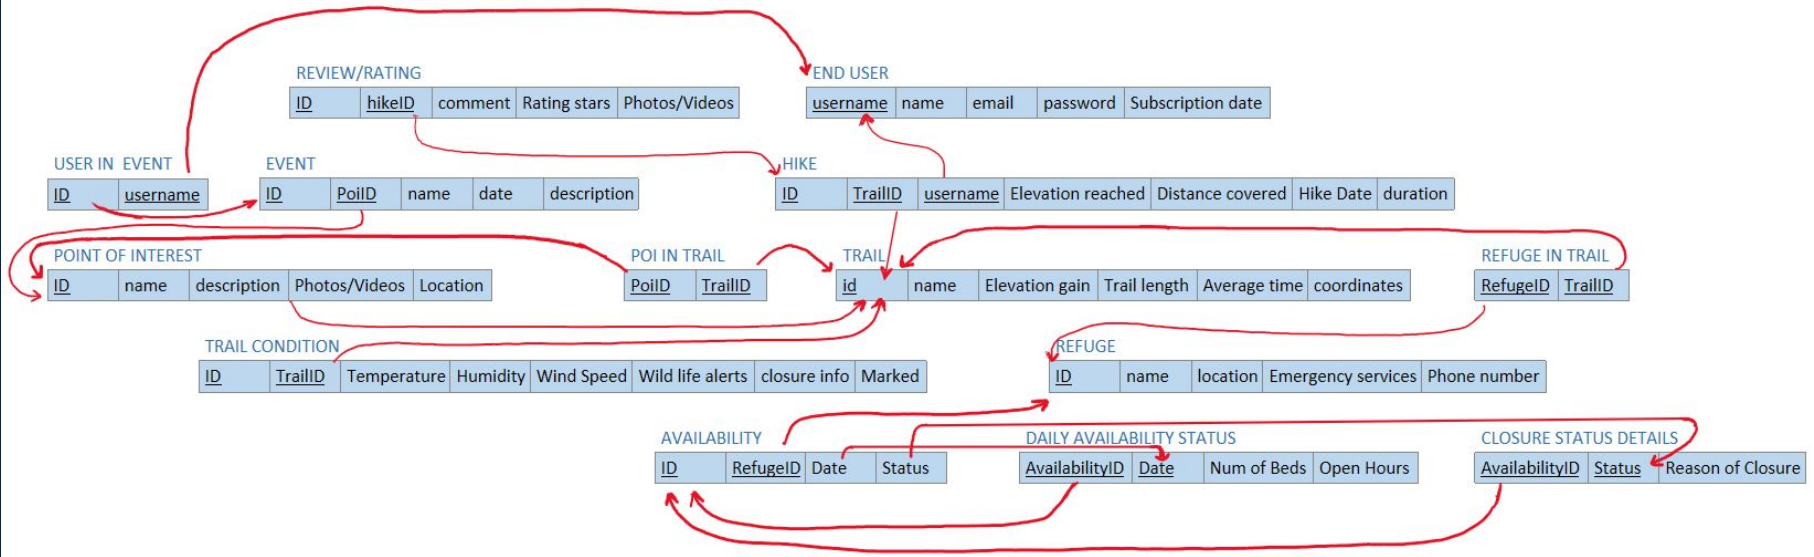 REVIEW/RATING
ID hikeID comment Rating stars Photos/Videos
END USER
username name email password Subscription date
USER IN EVENT
ID username
EVENT
ID PoiID name date description
HIKE
ID TrailID username Elevation reached Distance covered Hike Date duration
POINT OF INTEREST
ID name description Photos/Videos Location
POI IN TRAIL
PoiID TrailID
TRAIL
id name Elevation gain Trail length Average time coordinates
REFUGE IN TRAIL
RefugeID TrailID
TRAIL CONDITION
ID TrailID Temperature Humidity Wind Speed Wild life alerts closure info Marked
REFUGE
ID name location Emergency services Phone number
AVAILABILITY
ID RefugeID Date Status
DAILY AVAILABILITY STATUS
AvailabilityID Date Num of Beds Open Hours
CLOSURE STATUS DETAILS
AvailabilityID Status Reason of Closure